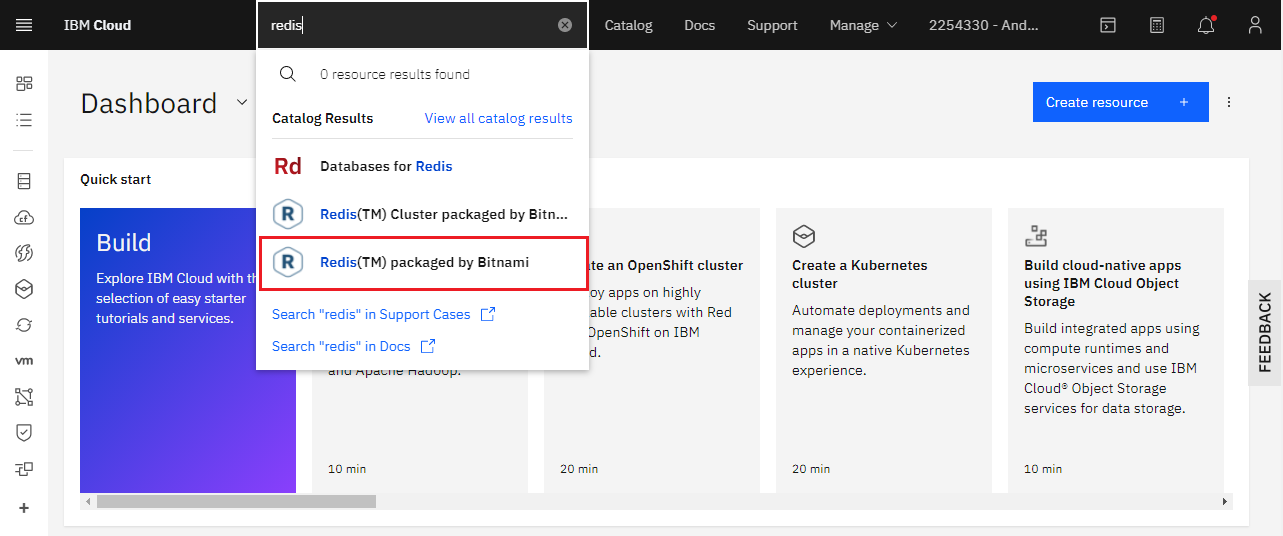 IBM Cloud
redis
Catalog
Docs
Support
Manage
2254330 - And...
0 resource results found
Catalog Results
View all catalog results
Rd
Databases for Redis
R
Redis(TM) Cluster packaged by Bitn...
R
Redis(TM) packaged by Bitnami
Search "redis" in Support Cases
Search "redis" in Docs
Dashboard
Create resource +
cf
vm
Quick start
Build
Explore IBM Cloud with th
selection of easy starter
tutorials and services.
and Apache Hadoop.
10 min
te an OpenShift cluster
oy apps on highly
able clusters with Red
OpenShift on IBM
d.
20 min
Create a Kubernetes
cluster
Automate deployments and
manage your containerized
apps in a native Kubernetes
experience.
20 min
Build cloud-native apps
using IBM Cloud Object
Storage
Build integrated apps using
compute runtimes and
microservices and use IBM
Cloud® Object Storage
services for data storage.
10 min
FEEDBACK